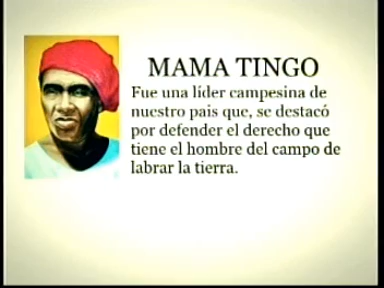 MAMA TINGO
Fue una líder campesina de
nuestro pais que, se destacó
por defender el derecho que
tiene el hombre del campo de
labrar la tierra.